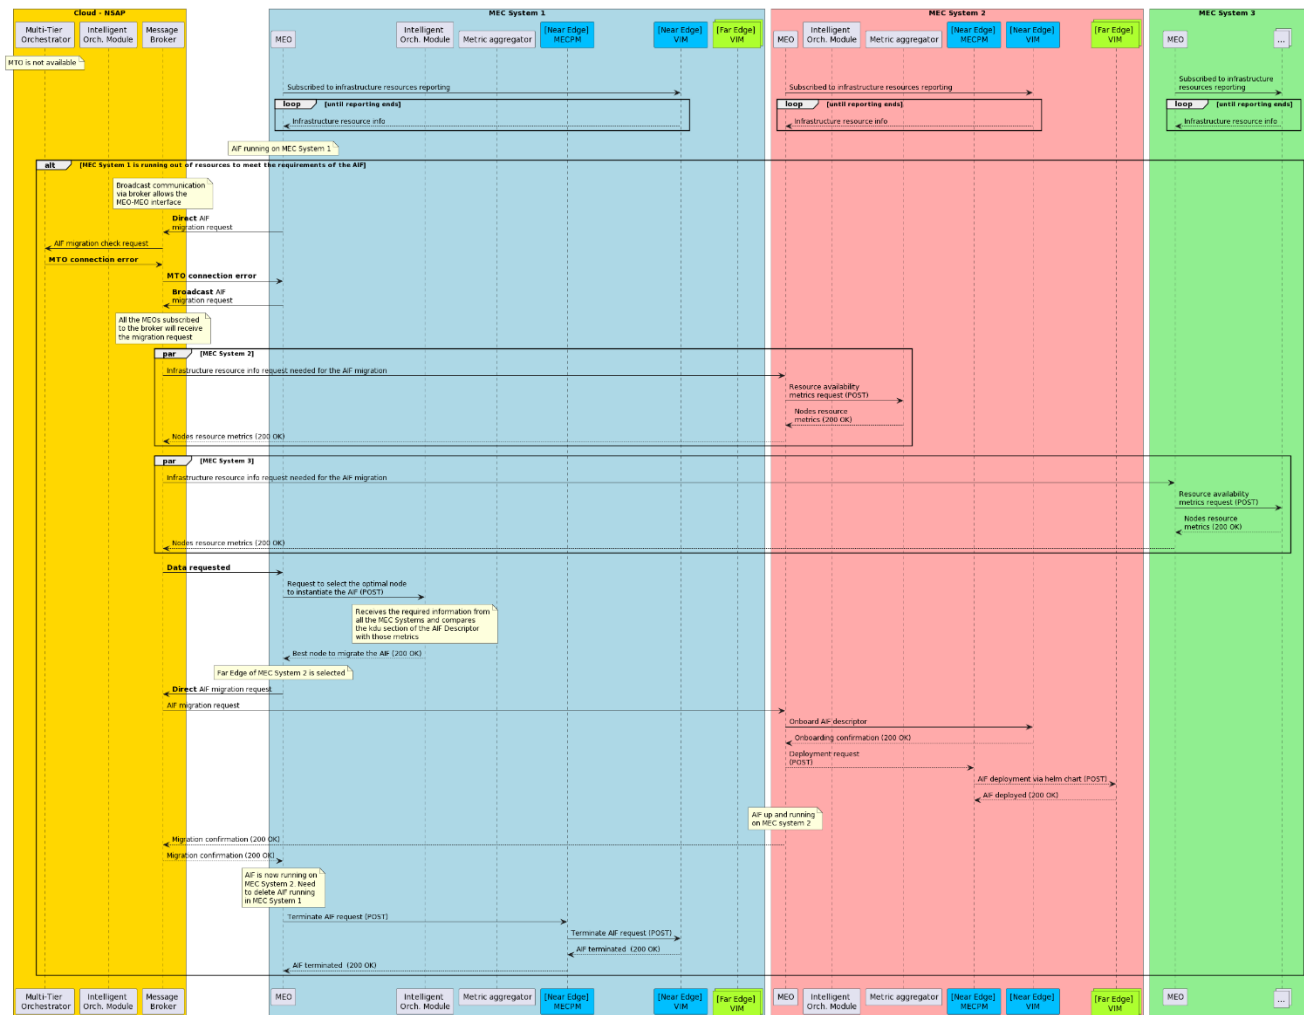 Cloud - NSAP
MEC System 1
MEC System 2
MEC System 3
Multi-Tier
Orchestrator
Intelligent
Orch. Module
Message
Broker
MEO
Intelligent
Orch. Module
Metric aggregator
[Near Edge]
MECPM
[Near Edge]
VIM
[Far Edge]
VIM
MEO
Intelligent
Orch. Module
Metric aggregator
[Near Edge]
MECPM
[Near Edge]
VIM
[Far Edge]
VIM
MEO
...
MTO is not available
Subscribed to infrastructure resources reporting
Subscribed to infrastructure resources reporting
Subscribed to infrastructure
resources reporting
loop [until reporting ends]
loop [until reporting ends]
loop [until reporting ends]
Infrastructure resource info
Infrastructure resource info
Infrastructure resource info
AIF running on MEC System 1
alt [MEC System 1 is running out of resources to meet the requirements of the AIF]
Broadcast communication
via broker allows the
MEO-MEO interface
Direct AIF
migration request
AIF migration check request
MTO connection error
MTO connection error
Broadcast AIF
migration request
All the MEOs subscribed
to the broker will receive
the migration request
par [MEC System 2]
Infrastructure resource info request needed for the AIF migration
Resource availability
metrics request (POST)
Nodes resource
metrics (200 OK)
Nodes resource metrics (200 OK)
par [MEC System 3]
Infrastructure resource info request needed for the AIF migration
Resource availability
metrics request (POST)
Nodes resource
metrics (200 OK)
Nodes resource metrics (200 OK)
Data requested
Request to select the optimal node
to instantiate the AIF (POST)
Receives the required information from
all the MEC Systems and compares
the kdu section of the AIF Descriptor
with those metrics
Best node to migrate the AIF (200 OK)
Far Edge of MEC System 2 is selected
Direct AIF migration request
AIF migration request
Onboard AIF descriptor
Onboarding confirmation (200 OK)
Deployment request
(POST)
AIF deployment via helm chart (POST)
AIF deployed (200 OK)
AIF up and running
on MEC system 2
Migration confirmation (200 OK)
Migration confirmation (200 OK)
AIF is now running on
MEC System 2. Need
to delete AIF running
in MEC System 1
Terminate AIF request (POST)
Terminate AIF request (POST)
AIF terminated (200 OK)
AIF terminated (200 OK)
Multi-Tier
Orchestrator
Intelligent
Orch. Module
Message
Broker
MEO
Intelligent
Orch. Module
Metric aggregator
[Near Edge]
MECPM
[Near Edge]
VIM
[Far Edge]
VIM
MEO
Intelligent
Orch. Module
Metric aggregator
[Near Edge]
MECPM
[Near Edge]
VIM
[Far Edge]
VIM
MEO
...